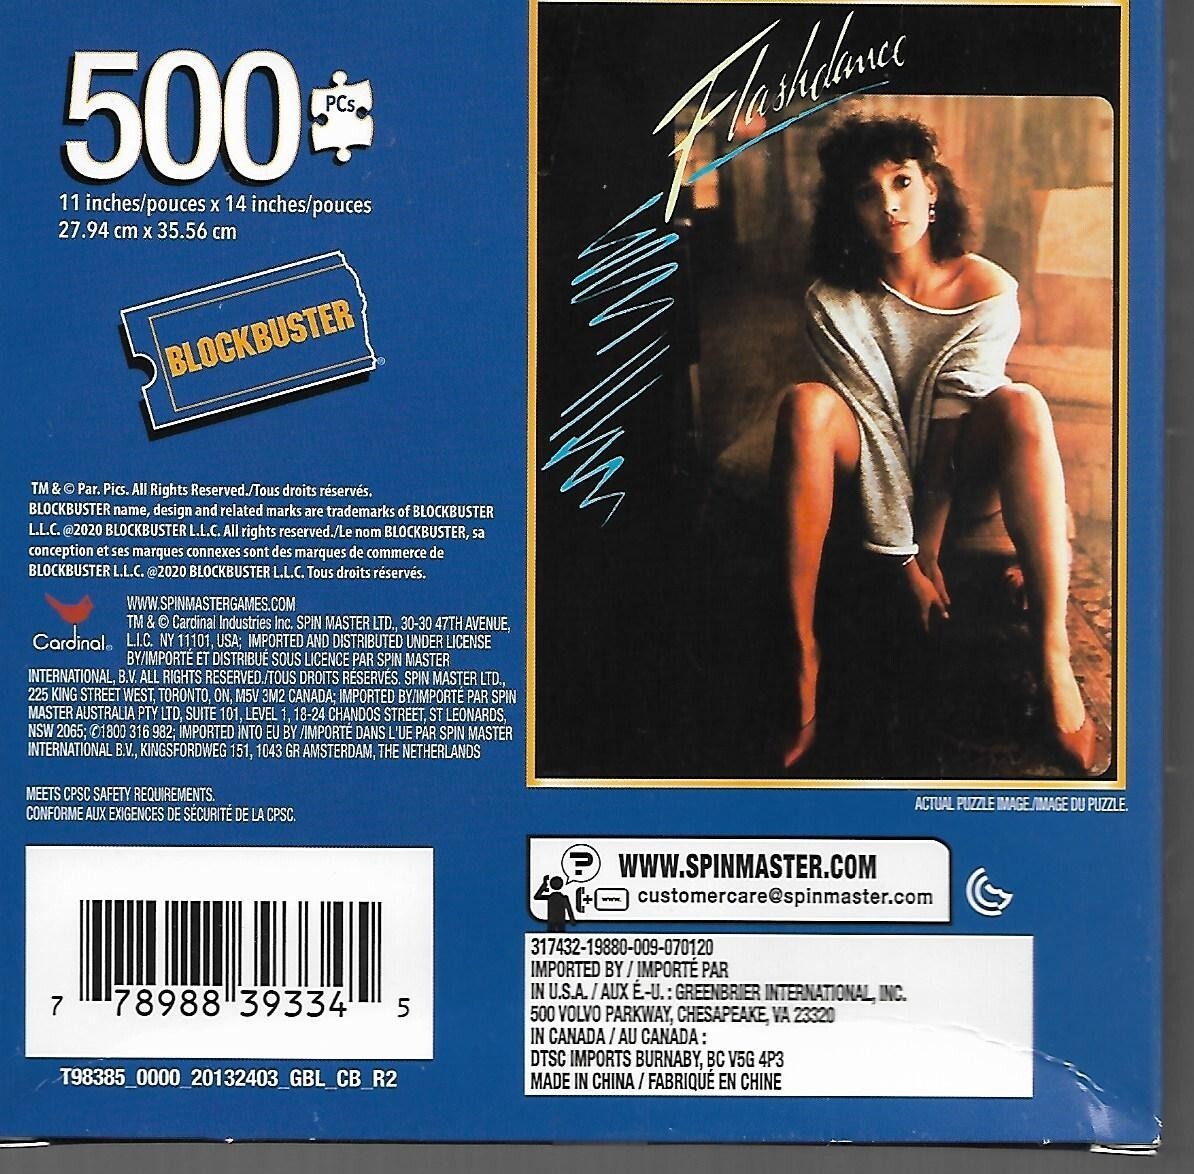 500 PCs
11 inches/pouces x 14 inches/pouces
27.94 cm x 35.56 cm
BLOCKBUSTER®
TM & © Par. Pics. All Rights Reserved./Tous droits réservés.
BLOCKBUSTER name, design and related marks are trademarks of BLOCKBUSTER
L.L.C. @2020 BLOCKBUSTER L.L.C. All rights reserved./Le nom BLOCKBUSTER, sa
conception et ses marques connexes sont des marques de commerce de
BLOCKBUSTER L.L.C. @2020 BLOCKBUSTER L.L.C. Tous droits réservés.
Cardinal®
WWW.SPINMASTERGAMES.COM
TM & © Cardinal Industries Inc. SPIN MASTER LTD., 30-30 47TH AVENUE,
L.I.C. NY 11101, USA; IMPORTED AND DISTRIBUTED UNDER LICENSE
BY/IMPORTÉ ET DISTRIBUÉ SOUS LICENCE PAR SPIN MASTER
INTERNATIONAL, B.V. ALL RIGHTS RESERVED./TOUS DROITS RÉSERVÉS. SPIN MASTER LTD.,
225 KING STREET WEST, TORONTO, ON, M5V 3M2 CANADA; IMPORTED BY/IMPORTÉ PAR SPIN
MASTER AUSTRALIA PTY LTD, SUITE 101, LEVEL 1, 18-24 CHANDOS STREET, ST LEONARDS,
NSW 2065; ✆1800 316 982; IMPORTED INTO EU BY /IMPORTÉ DANS L'UE PAR SPIN MASTER
INTERNATIONAL B.V., KINGSFORDWEG 151, 1043 GR AMSTERDAM, THE NETHERLANDS
MEETS CPSC SAFETY REQUIREMENTS.
CONFORME AUX EXIGENCES DE SÉCURITÉ DE LA CPSC.
7 78988 39334 5
T98385_0000_20132403_GBL_CB_R2
Flashdance
ACTUAL PUZZLE IMAGE./IMAGE DU PUZZLE.
? WWW.SPINMASTER.COM
www. customercare@spinmaster.com
317432-19880-009-070120
IMPORTED BY / IMPORTÉ PAR
IN U.S.A. / AUX É.-U. : GREENBRIER INTERNATIONAL, INC.
500 VOLVO PARKWAY, CHESAPEAKE, VA 23320
IN CANADA / AU CANADA :
DTSC IMPORTS BURNABY, BC V5G 4P3
MADE IN CHINA / FABRIQUÉ EN CHINE